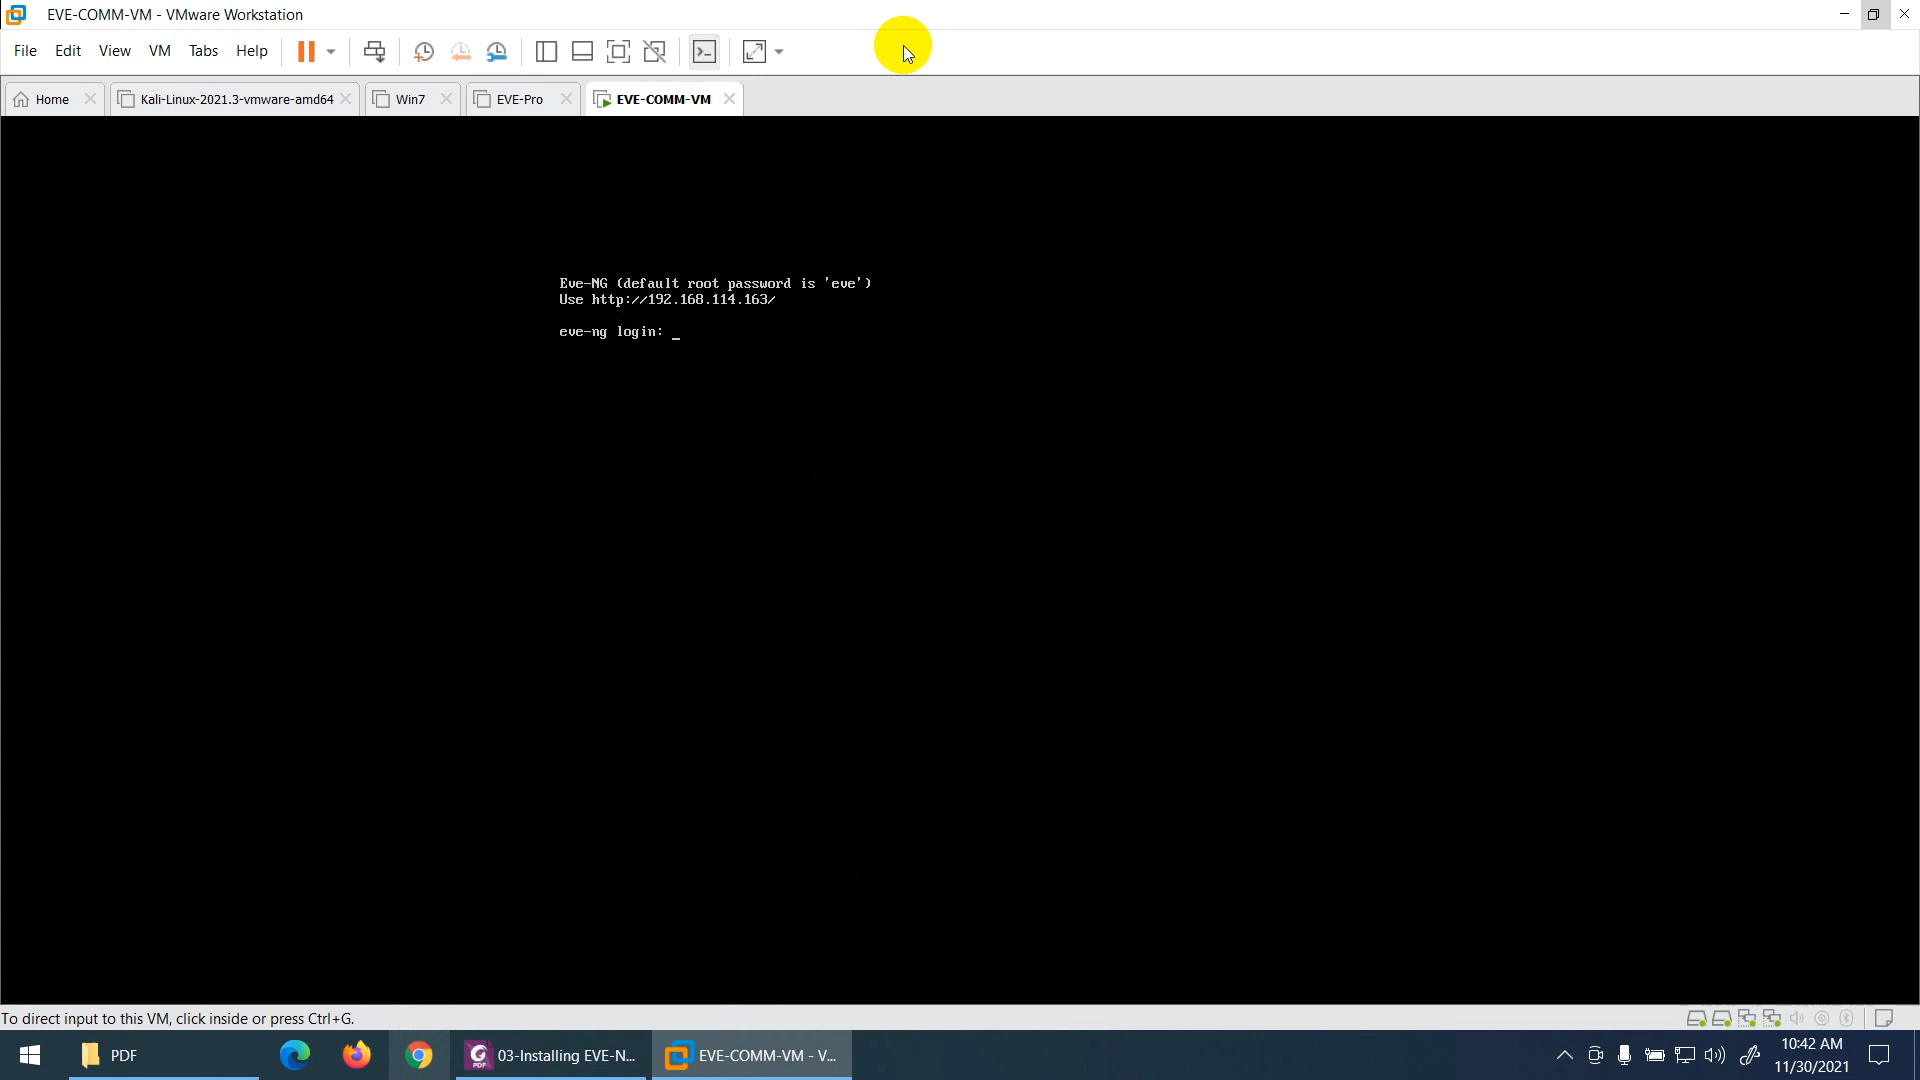 EVE-COMM-VM - VMware Workstation
File Edit View VM Tabs Help
Home Kali-Linux-2021.3-vmware-amd64 Win7 EVE-Pro EVE-COMM-VM
Eve-NG (default root password is 'eve')
Use http://192.168.114.163/
eve-ng login: _
To direct input to this VM, click inside or press Ctrl+G.
PDF 03-Installing EVE-N... EVE-COMM-VM - V...
10:42 AM
11/30/2021